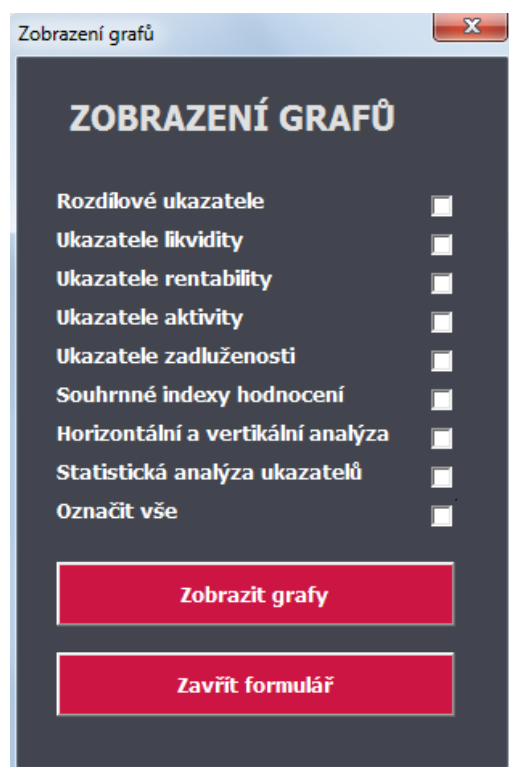 Zobrazení grafů
ZOBRAZENÍ GRAFŮ
Rozdílové ukazatele
Ukazatele likvidity
Ukazatele rentability
Ukazatele aktivity
Ukazatele zadluženosti
Souhrnné indexy hodnocení
Horizontální a vertikální analýza
Statistická analýza ukazatelů
Označit vše
Zobrazit grafy
Zavřít formulář